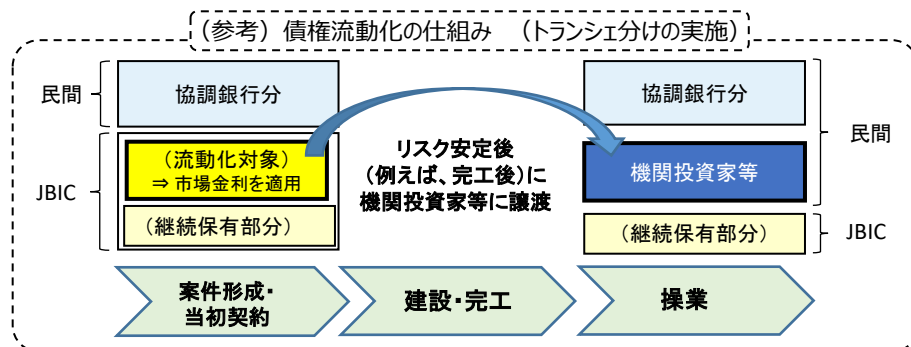 (参考) 債権流動化の仕組み (トランシェ分けの実施)
民間
協調銀行分
JBIC
(流動化対象)
⇒ 市場金利を適用
(継続保有部分)
リスク安定後
(例えば、完工後)に
機関投資家等に譲渡
協調銀行分
機関投資家等
民間
(継続保有部分)
JBIC
案件形成・
当初契約
建設・完工
操業